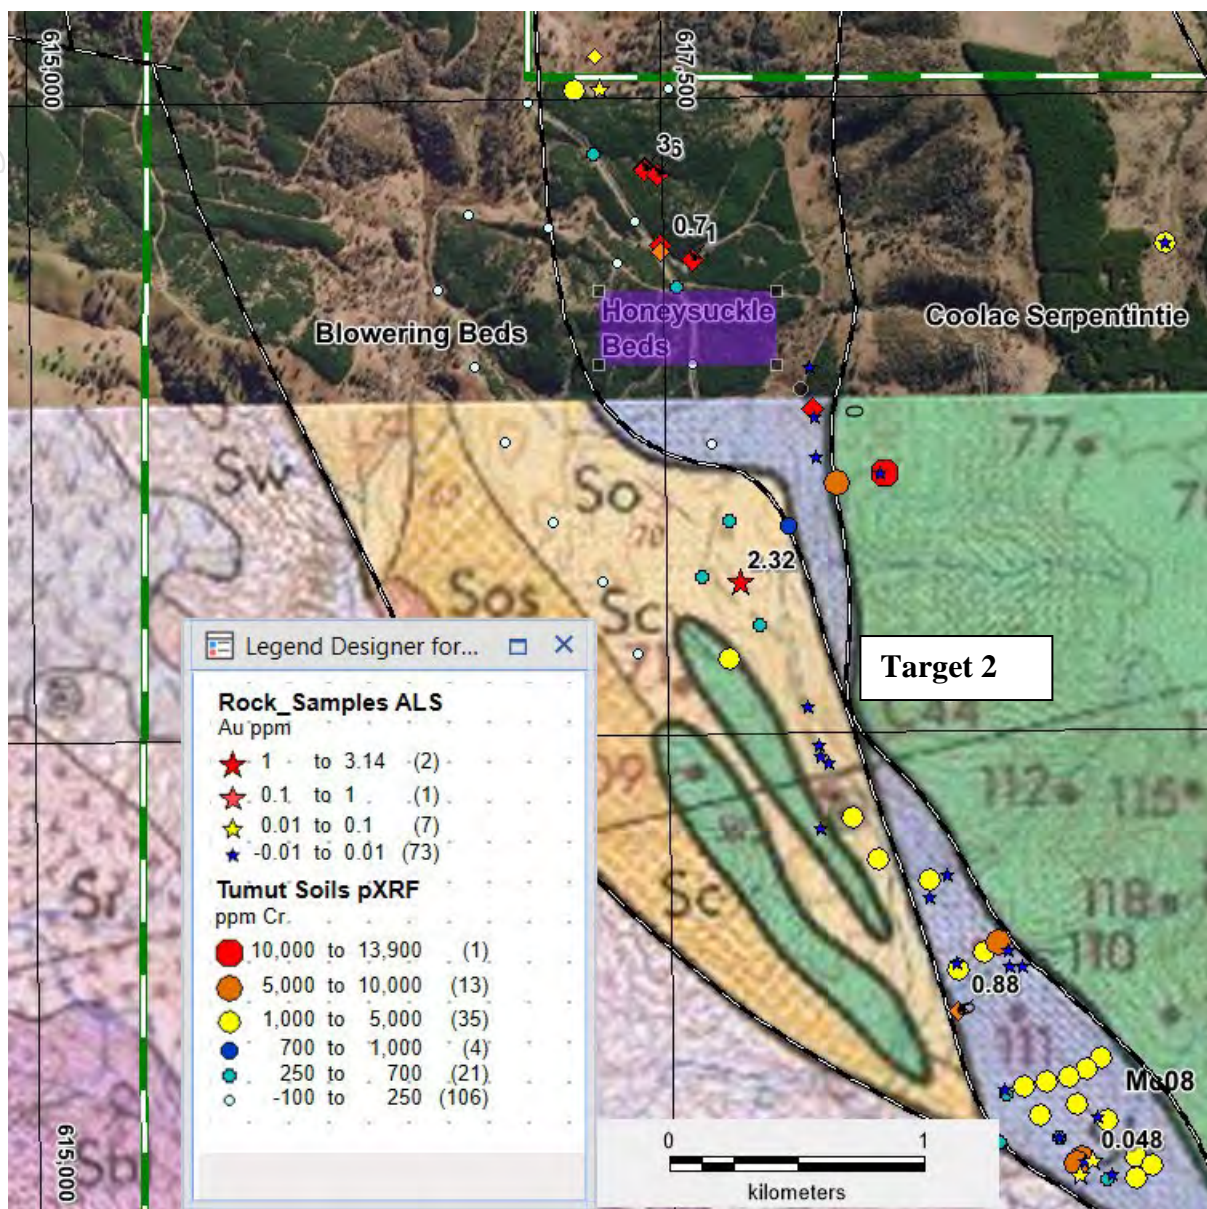 615,000
617,500
36
0.71
Honeysuckle
Beds
Blowering Beds
Coolac Serpentintie
0
77
Sw
So
70
2.32
Sos
Sc
Target 2
C44
112
115
Sc
118
110
0.88
111
Mc08
0.048
Sr
Sb
615,000
Legend Designer for...
Rock_Samples ALS
Au ppm
1 to 3.14 (2)
0.1 to 1 (1)
0.01 to 0.1 (7)
-0.01 to 0.01 (73)
Tumut Soils pXRF
ppm Cr
10,000 to 13,900 (1)
5,000 to 10,000 (13)
1,000 to 5,000 (35)
700 to 1,000 (4)
250 to 700 (21)
-100 to 250 (106)
0 1
kilometers